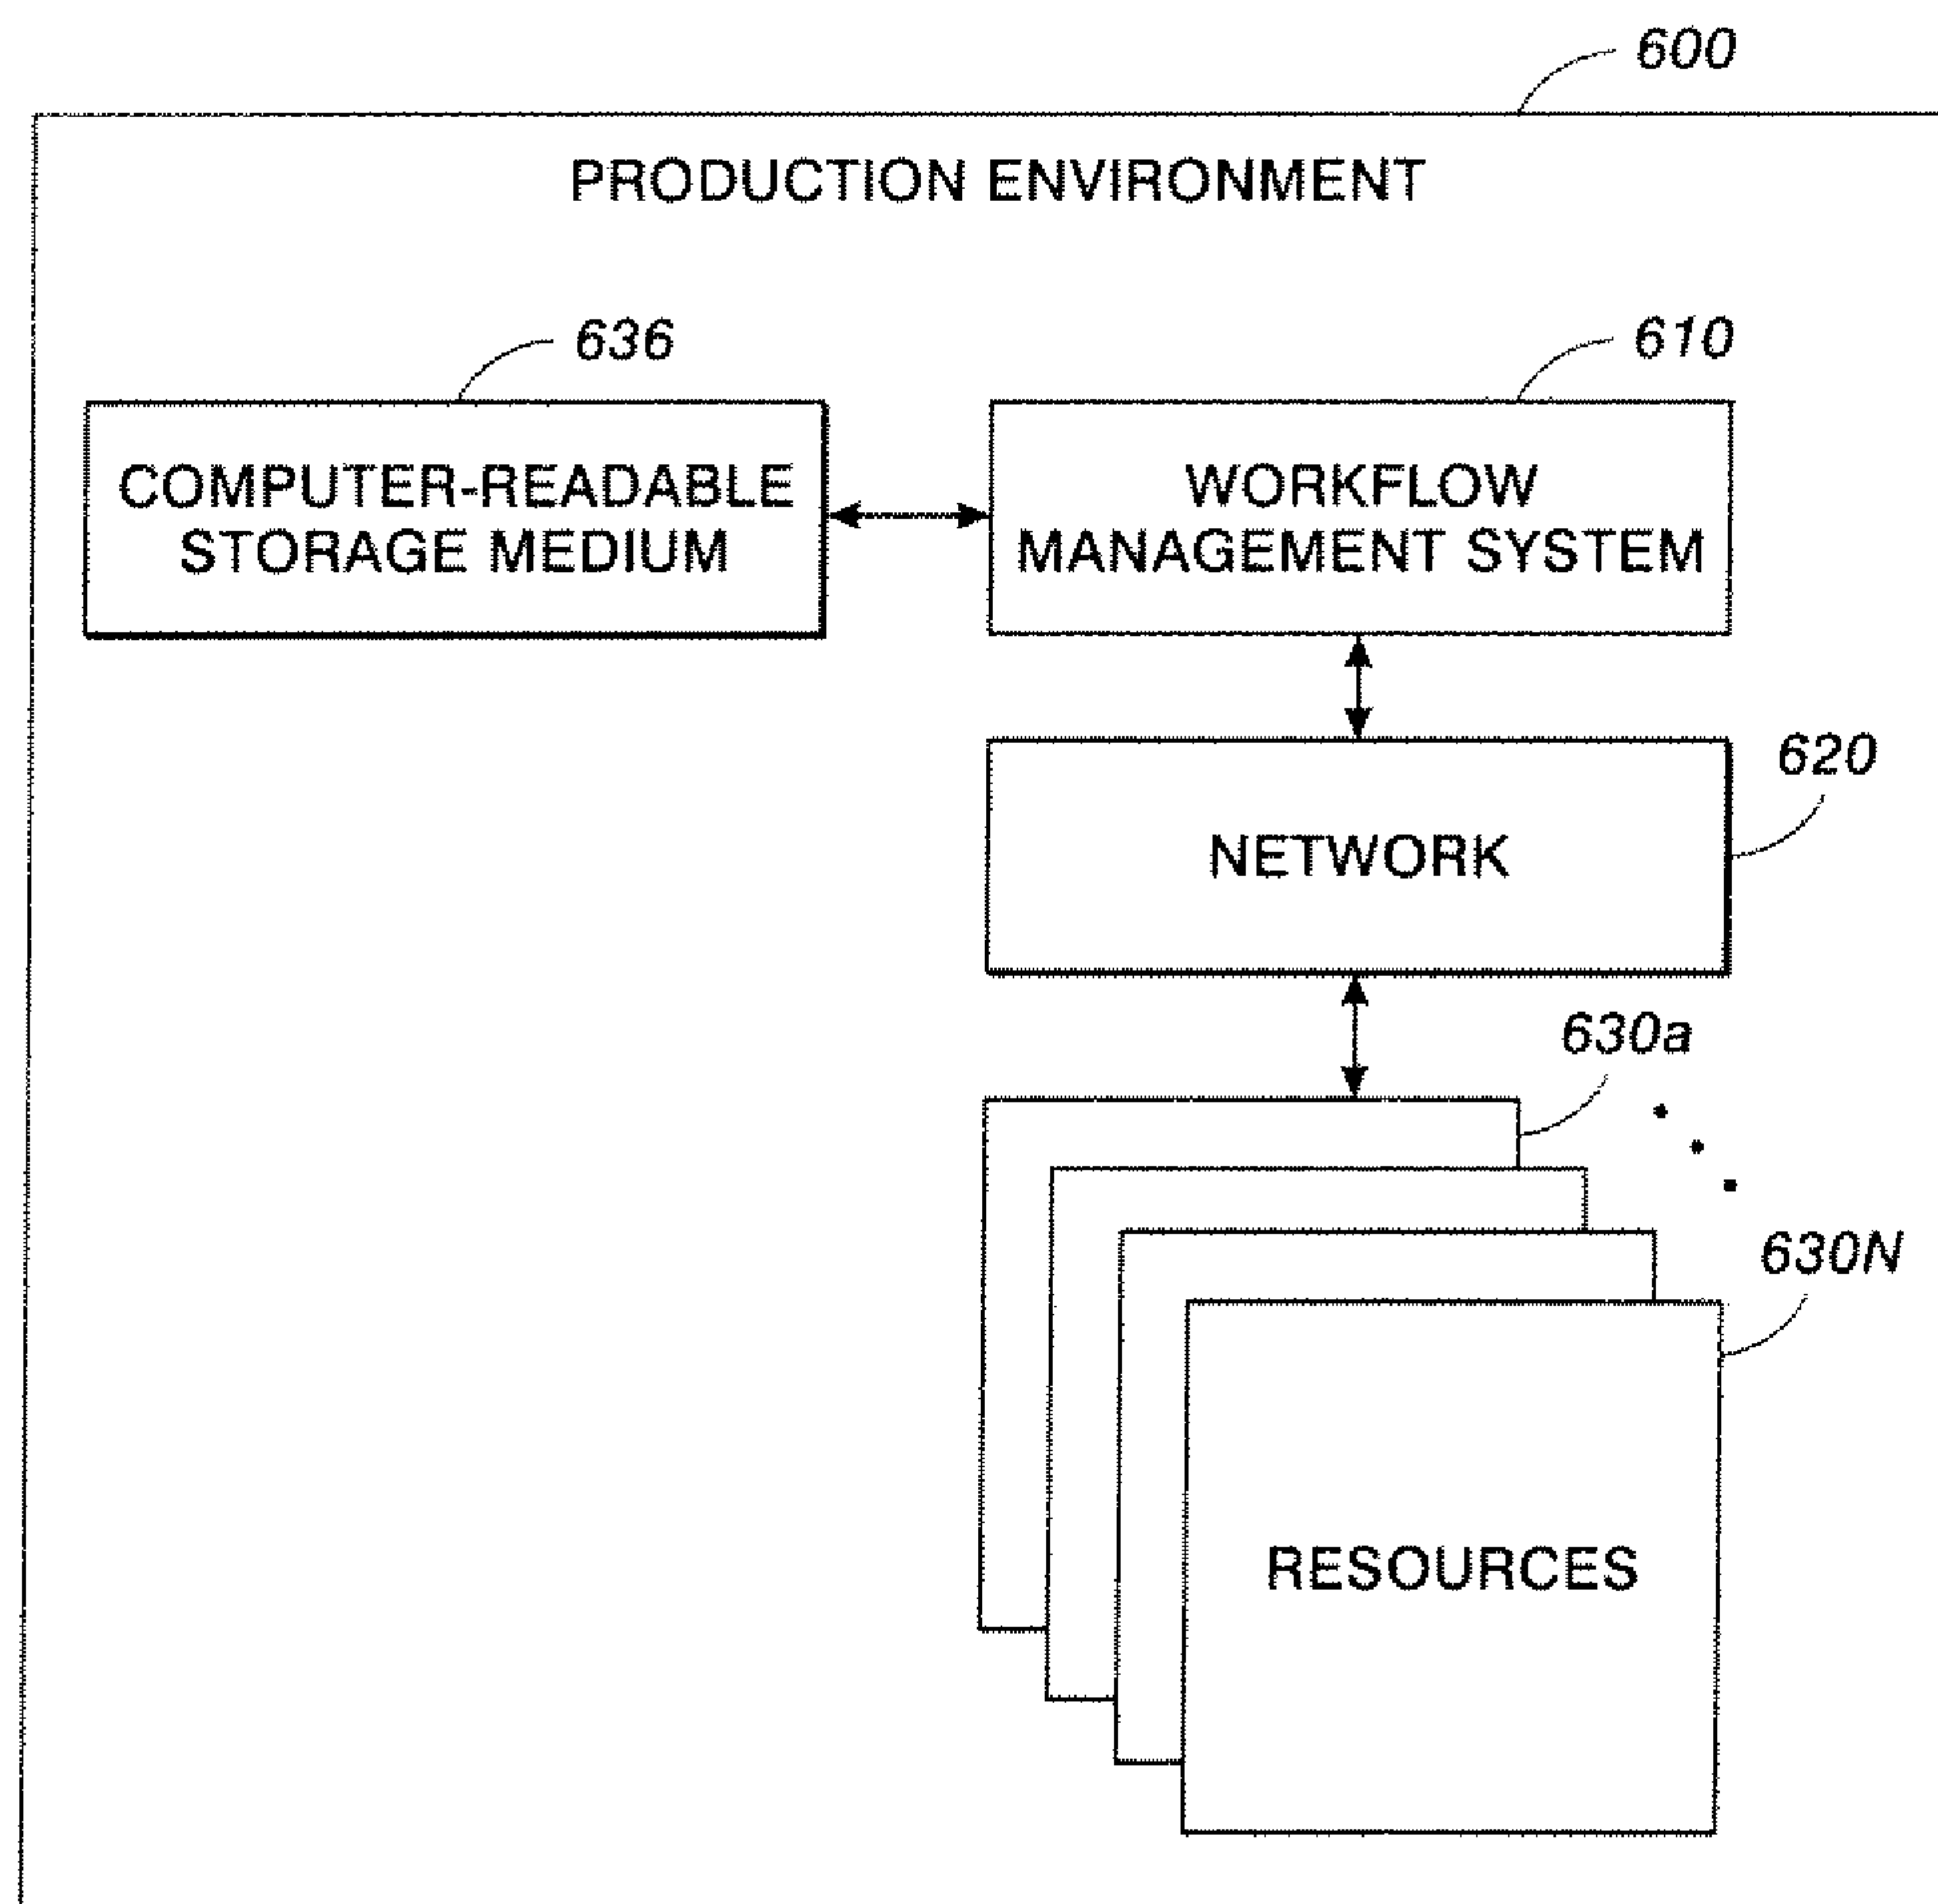 600
PRODUCTION ENVIRONMENT
636
610
COMPUTER-READABLE
STORAGE MEDIUM
WORKFLOW
MANAGEMENT SYSTEM
620
NETWORK
630a
630N
RESOURCES